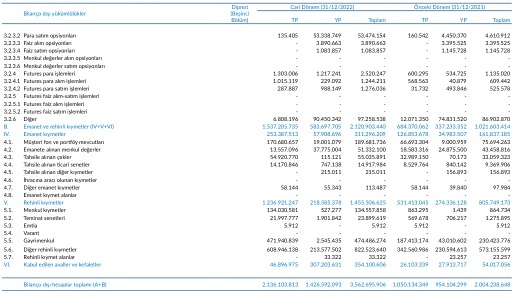 Bilanço dışı yükümlülükler Dipnot (Beşinci Bölüm) Cari Dönem (31/12/2022) Önceki Dönem (31/12/2021)
TP YP Toplam TP YP Toplam
3.2.3.2 Para satım opsiyonları 135.405 53.338.749 53.474.154 160.542 4.450.370 4.610.912
3.2.3.3 Faiz alım opsiyonları - 3.890.663 3.890.663 - 3.395.525 3.395.525
3.2.3.4 Faiz satım opsiyonları - 1.083.857 1.083.857 - 1.145.728 1.145.728
3.2.3.5 Menkul değerler alım opsiyonları - - - - - -
3.2.3.6 Menkul değerler satım opsiyonları - - - - - -
3.2.4 Futures para işlemleri 1.303.006 1.217.241 2.520.247 600.295 534.725 1.135.020
3.2.4.1 Futures para alım işlemleri 1.015.119 229.092 1.244.211 568.563 40.879 609.442
3.2.4.2 Futures para satım işlemleri 287.887 988.149 1.276.036 31.732 493.846 525.578
3.2.5 Futures faiz alım-satım işlemleri - - - - - -
3.2.5.1 Futures faiz alım işlemleri - - - - - -
3.2.5.2 Futures faiz satım işlemleri - - - - - -
3.2.6 Diğer 6.808.196 90.450.342 97.258.538 12.071.350 74.831.520 86.902.870
B. Emanet ve rehinli kıymetler (IV+V+VI) 1.537.205.735 583.697.705 2.120.903.440 684.370.062 337.233.352 1.021.603.414
IV. Emanet kıymetler 253.387.513 57.908.696 311.296.209 126.853.678 34.983.507 161.837.185
4.1. Müşteri fon ve portföy mevcutları 170.680.657 19.001.079 189.681.736 66.693.304 9.000.959 75.694.263
4.2. Emanete alınan menkul değerler 13.557.096 37.775.004 51.332.100 18.583.316 24.875.500 43.458.816
4.3. Tahsile alınan çekler 54.920.770 115.121 55.035.891 32.989.150 70.173 33.059.323
4.4. Tahsile alınan ticari senetler 14.170.846 747.138 14.917.984 8.529.764 840.142 9.369.906
4.5. Tahsile alınan diğer kıymetler - 215.011 215.011 - 156.893 156.893
4.6. İhracına aracı olunan kıymetler - - - - - -
4.7. Diğer emanet kıymetler 58.144 55.343 113.487 58.144 39.840 97.984
4.8. Emanet kıymet alanlar - - - - - -
V. Rehinli kıymetler 1.236.921.247 218.585.378 1.455.506.625 531.413.045 274.336.128 805.749.173
5.1. Menkul kıymetler 134.030.581 527.277 134.557.858 863.295 1.439 864.734
5.2. Teminat senetleri 21.997.777 1.901.842 23.899.619 569.678 706.217 1.275.895
5.3. Emtia 5.912 - 5.912 5.912 - 5.912
5.4. Varant - - - - - -
5.5. Gayrimenkul 471.940.839 2.545.435 474.486.274 187.413.174 43.010.602 230.423.776
5.6. Diğer rehinli kıymetler 608.946.138 213.577.502 822.523.640 342.560.986 230.594.613 573.155.599
5.7. Rehinli kıymet alanlar - 33.322 33.322 - 23.257 23.257
VI. Kabul edilen avaller ve kefaletler 46.896.975 307.203.631 354.100.606 26.103.339 27.913.717 54.017.056
Bilanço dışı hesaplar toplamı (A+B) 2.136.103.813 1.426.592.093 3.562.695.906 1.050.134.349 954.104.299 2.004.238.648